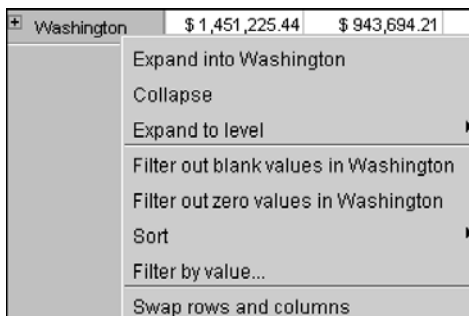 Washington $ 1,451,225.44 $ 943,694.21
Expand into Washington
Collapse
Expand to level
Filter out blank values in Washington
Filter out zero values in Washington
Sort
Filter by value...
Swap rows and columns